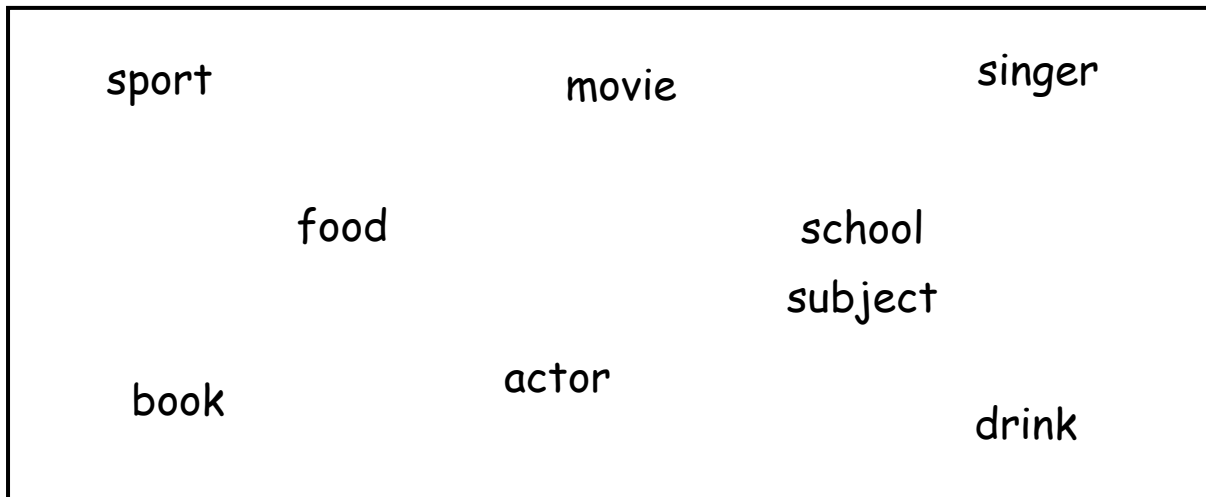 sport
movie
singer
food
school
subject
book
actor
drink